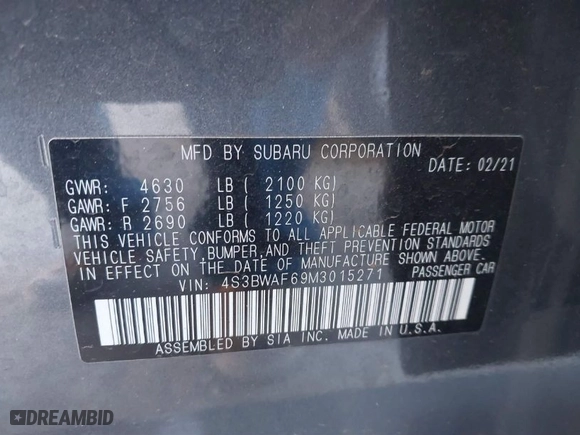 MFD BY SUBARU CORPORATION
DATE: 02/21
GVWR: 4630 LB ( 2100 KG)
GAWR: F 2756 LB ( 1250 KG)
GAWR: R 2690 LB ( 1220 KG)
THIS VEHICLE CONFORMS TO ALL APPLICABLE FEDERAL MOTOR
VEHICLE SAFETY, BUMPER, AND THEFT PREVENTION STANDARDS
IN EFFECT ON THE DATE OF MANUFACTURE SHOWN ABOVE.
VIN: 4S3BWAF69M3015271 PASSENGER CAR
ASSEMBLED BY SIA INC. MADE IN U.S.A.
DREAMBID